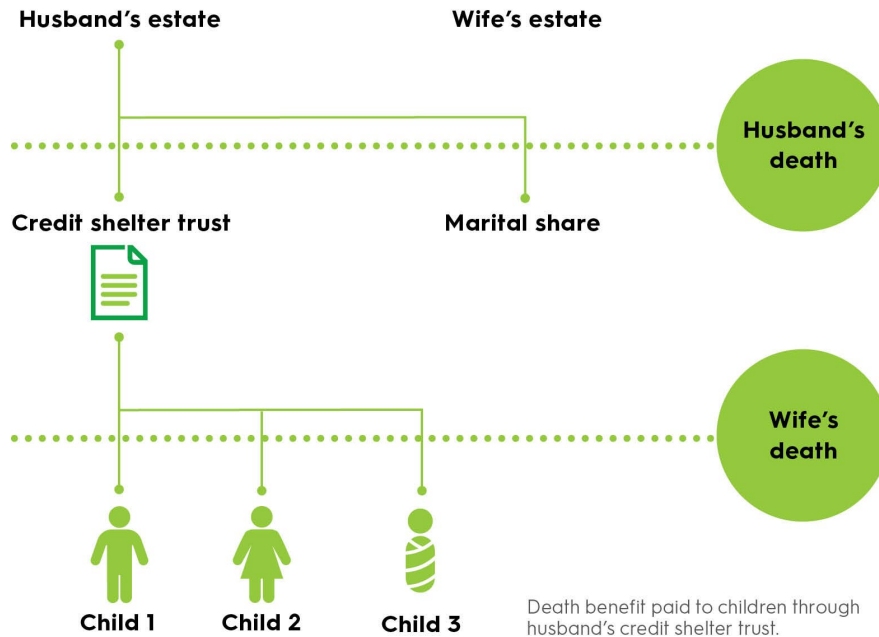 Husband's estate
Wife's estate
Husband's
death
Credit shelter trust
Marital share
Wife's
death
Child 1
Child 2
Child 3
Death benefit paid to children through
husband's credit shelter trust.